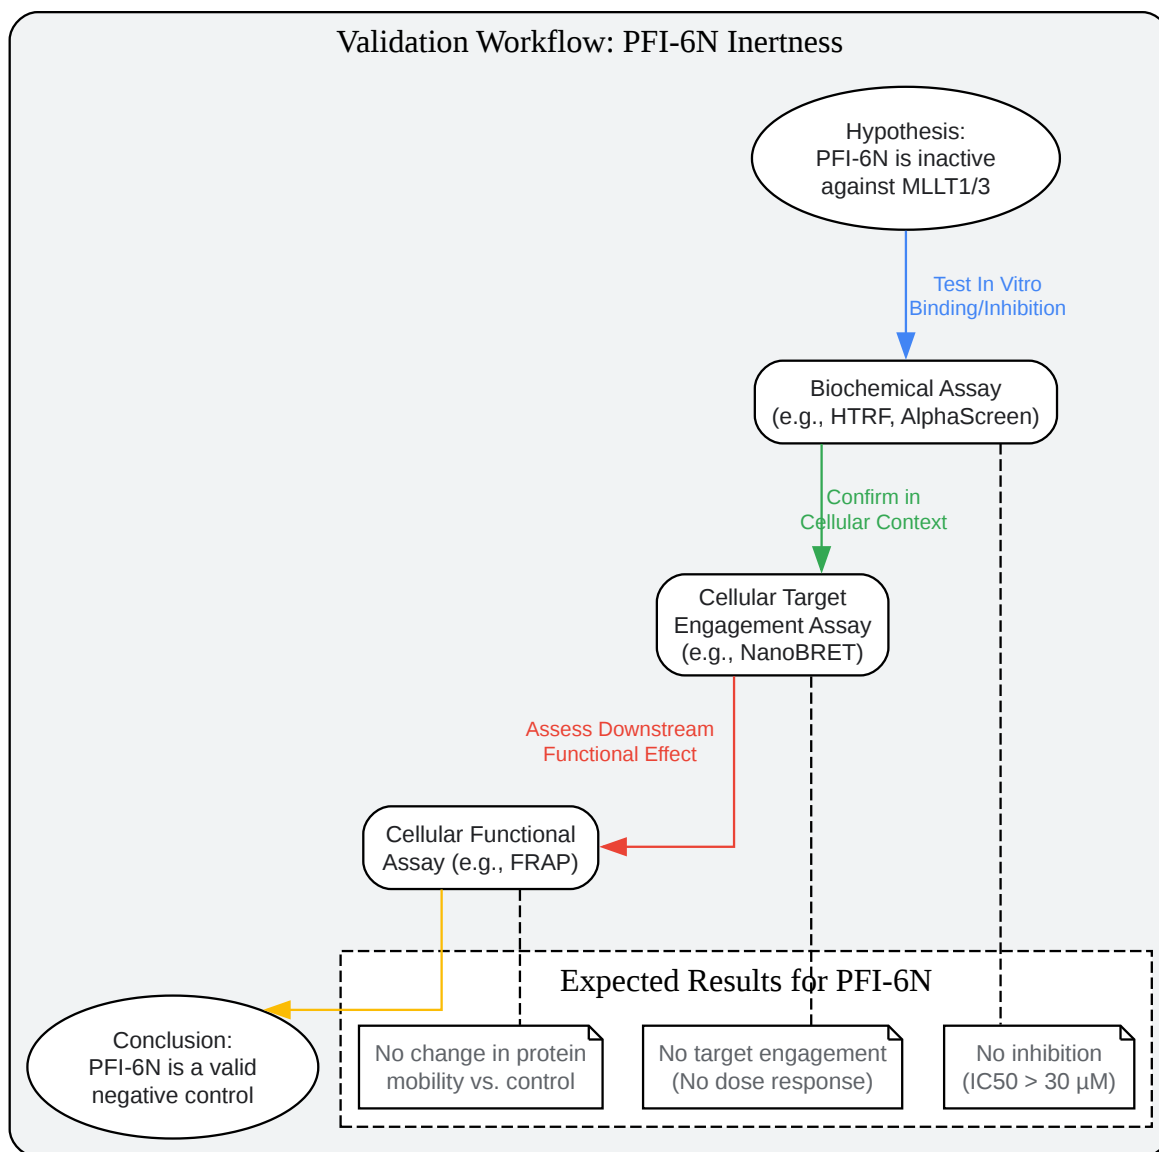 Validation Workflow: PFI-6N Inertness
Hypothesis:
PFI-6N is inactive
against MLLT1/3
Test In Vitro
Binding/Inhibition
Biochemical Assay
(e.g., HTRF, AlphaScreen)
Confirm in
Cellular Context
Cellular Target
Engagement Assay
(e.g., NanoBRET)
Assess Downstream
Functional Effect
Cellular Functional
Assay (e.g., FRAP)
Expected Results for PFI-6N
Conclusion:
PFI-6N is a valid
negative control
No change in protein
mobility vs. control
No target engagement
(No dose response)
No inhibition
(IC50 > 30 µM)